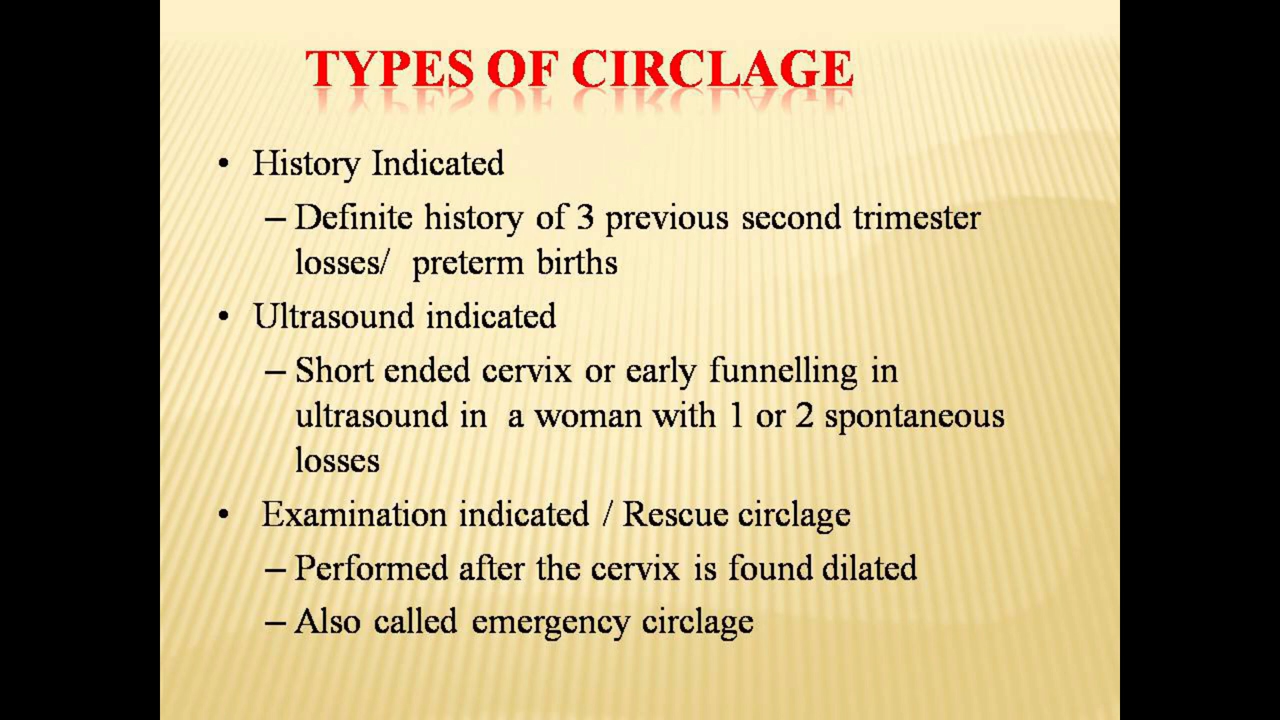 TYPES OF CIRCLAGE
• History Indicated
– Definite history of 3 previous second trimester
losses/ preterm births
• Ultrasound indicated
– Short ended cervix or early funnelling in
ultrasound in a woman with 1 or 2 spontaneous
losses
• Examination indicated / Rescue circlage
– Performed after the cervix is found dilated
– Also called emergency circlage